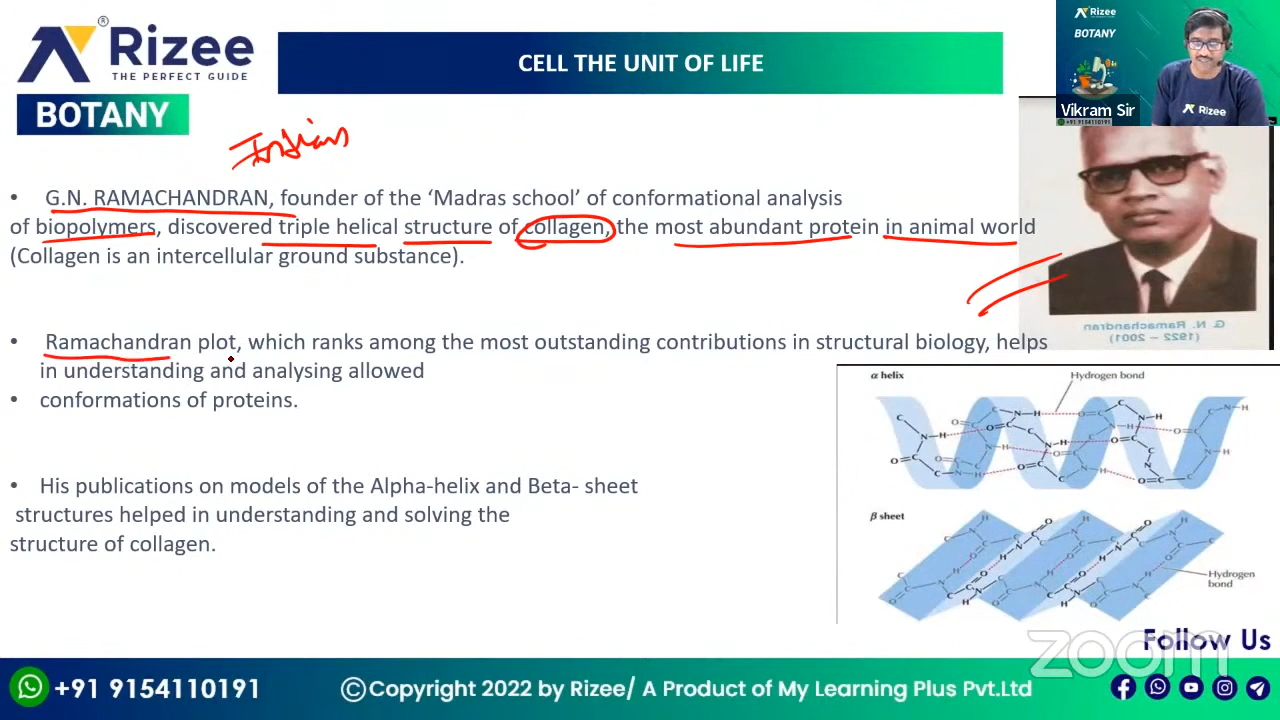 Rizee®
THE PERFECT GUIDE
BOTANY
CELL THE UNIT OF LIFE
Rizee
BOTANY
Rizee
Vikram Sir
+91 9154110191
Indian
• G.N. RAMACHANDRAN, founder of the ‘Madras school’ of conformational analysis
of biopolymers, discovered triple helical structure of collagen, the most abundant protein in animal world
(Collagen is an intercellular ground substance).
G. N. Ramachandran
(1922 – 2001)
• Ramachandran plot, which ranks among the most outstanding contributions in structural biology, helps
in understanding and analysing allowed
• conformations of proteins.
• His publications on models of the Alpha-helix and Beta- sheet
structures helped in understanding and solving the
structure of collagen.
α helix
Hydrogen bond
β sheet
Hydrogen
bond
Follow Us
zoom
+91 9154110191
©Copyright 2022 by Rizee/ A Product of My Learning Plus Pvt.Ltd